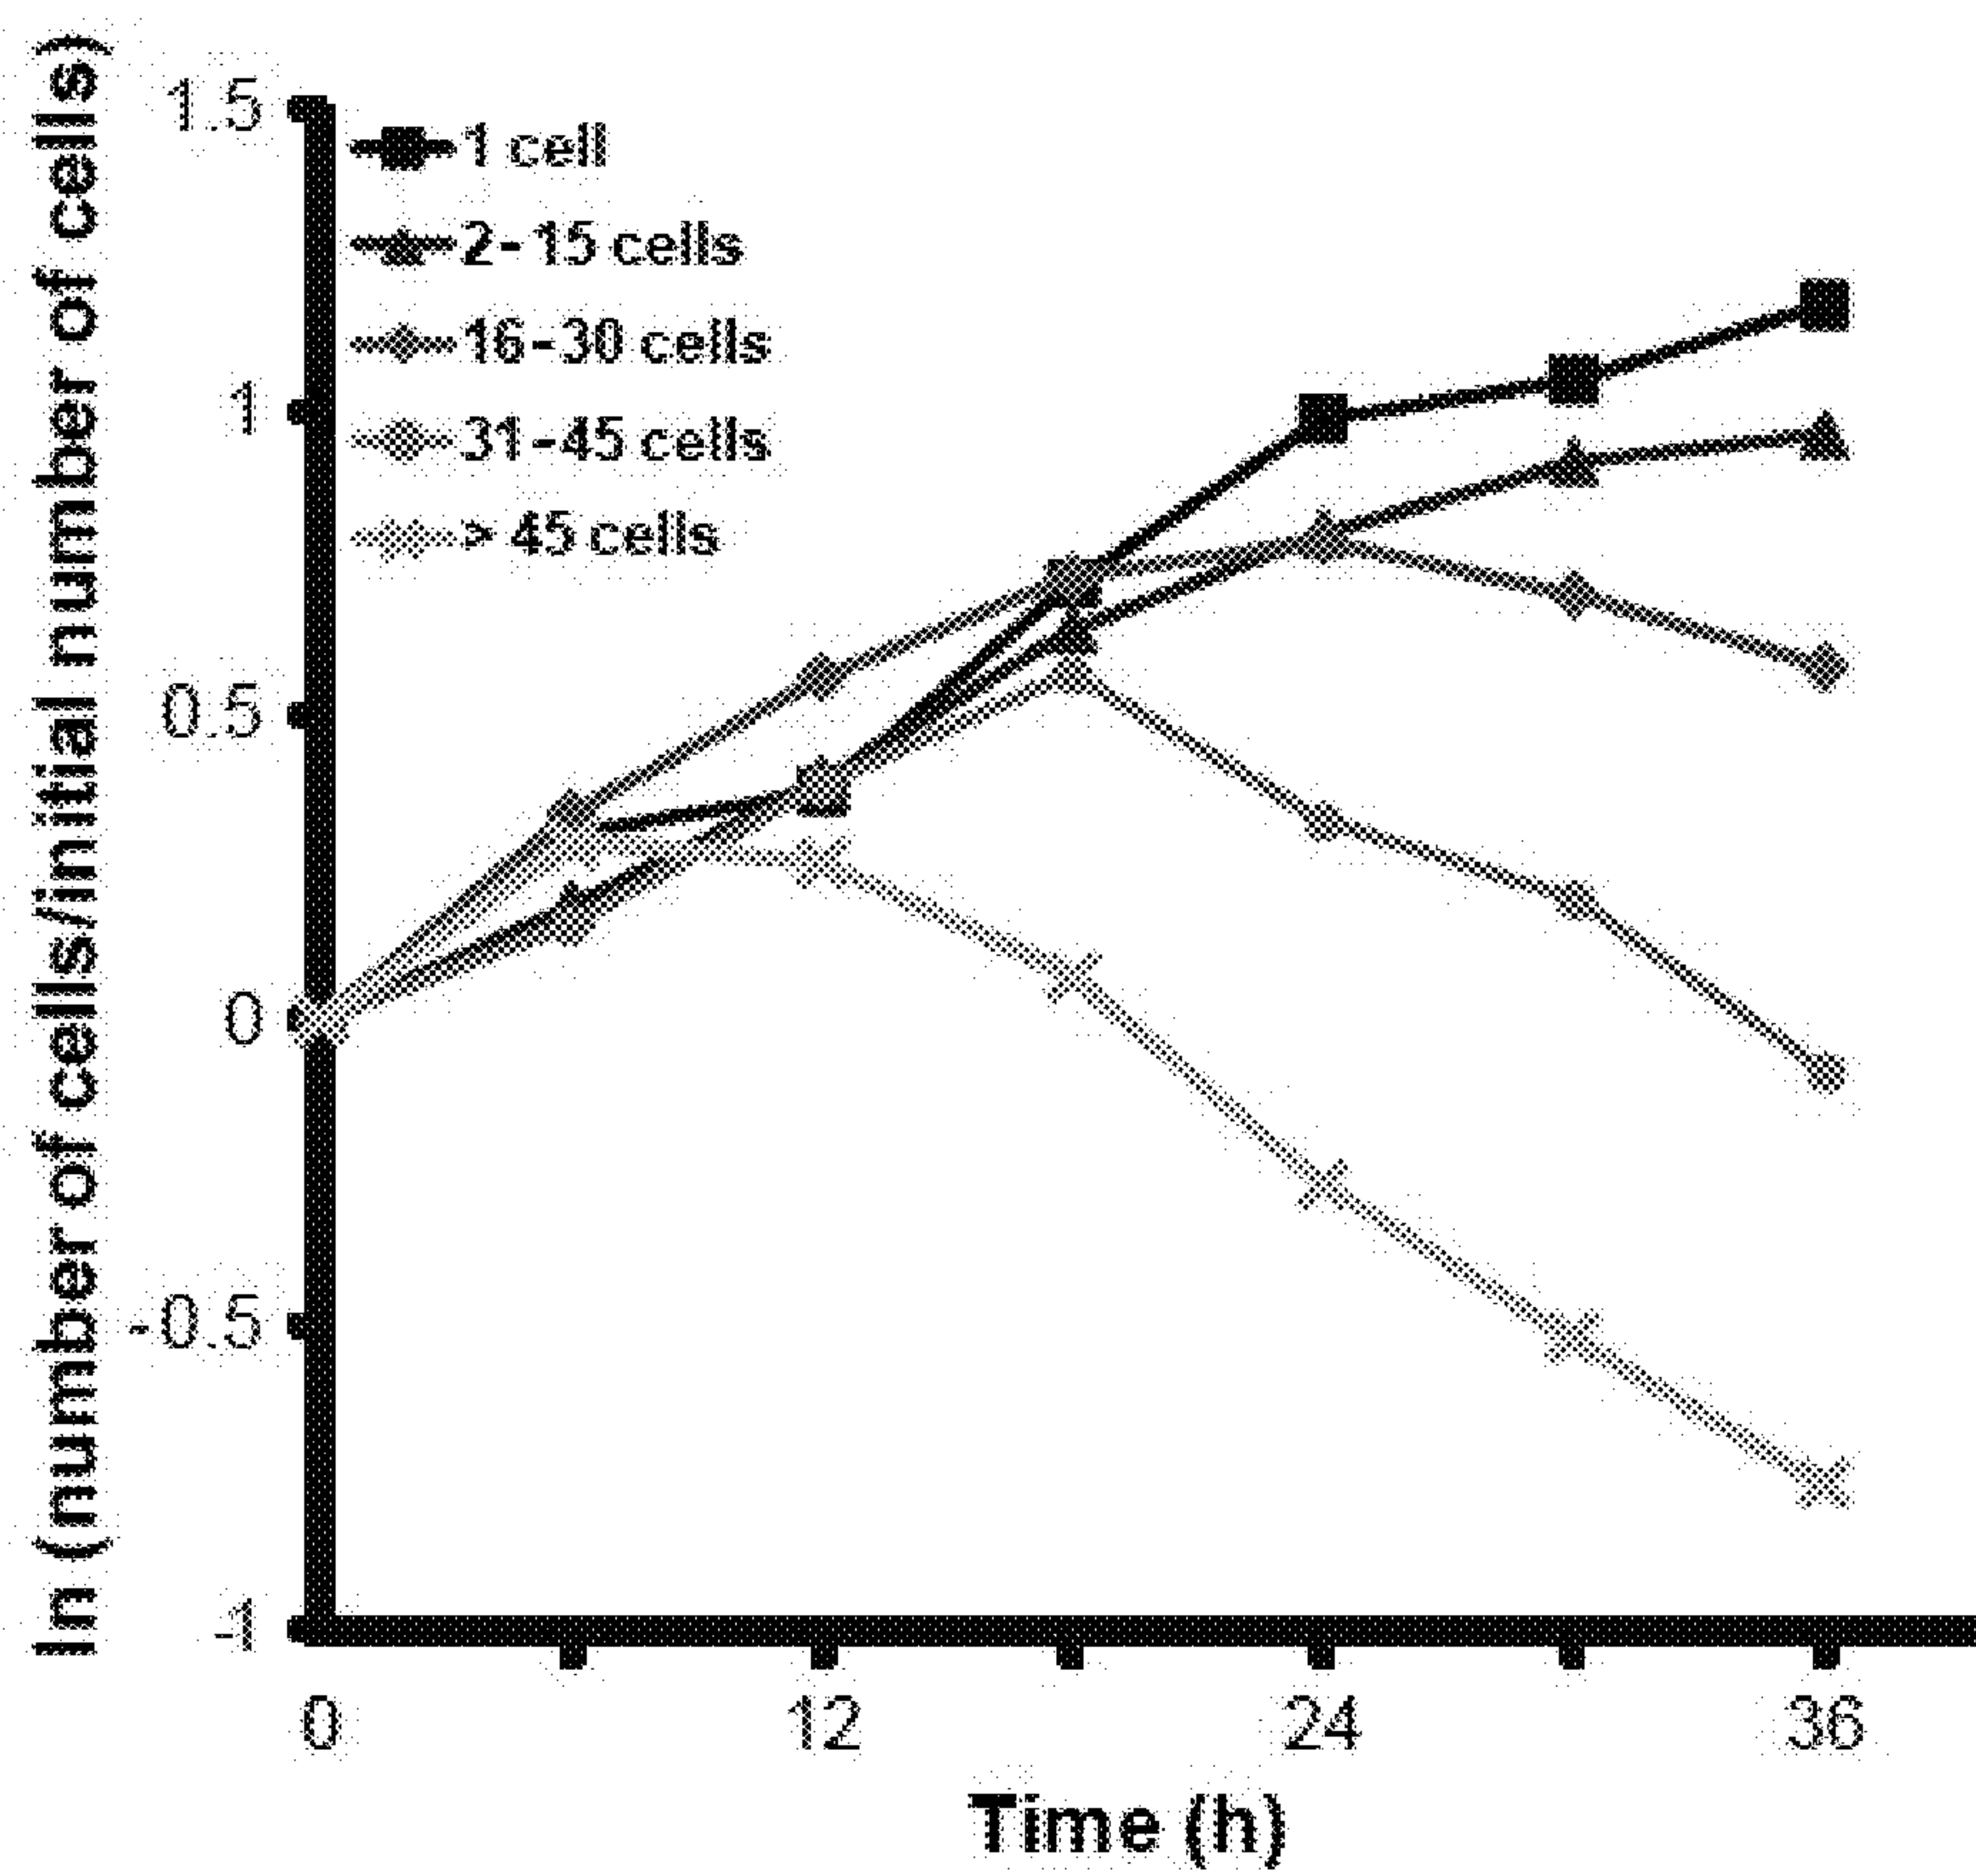 ln (number of cells/initial number of cells)
1.5
1
0.5
0
-0.5
-1
1 cell
2-15 cells
16-30 cells
31-45 cells
> 45 cells
0 12 24 36
Time (h)